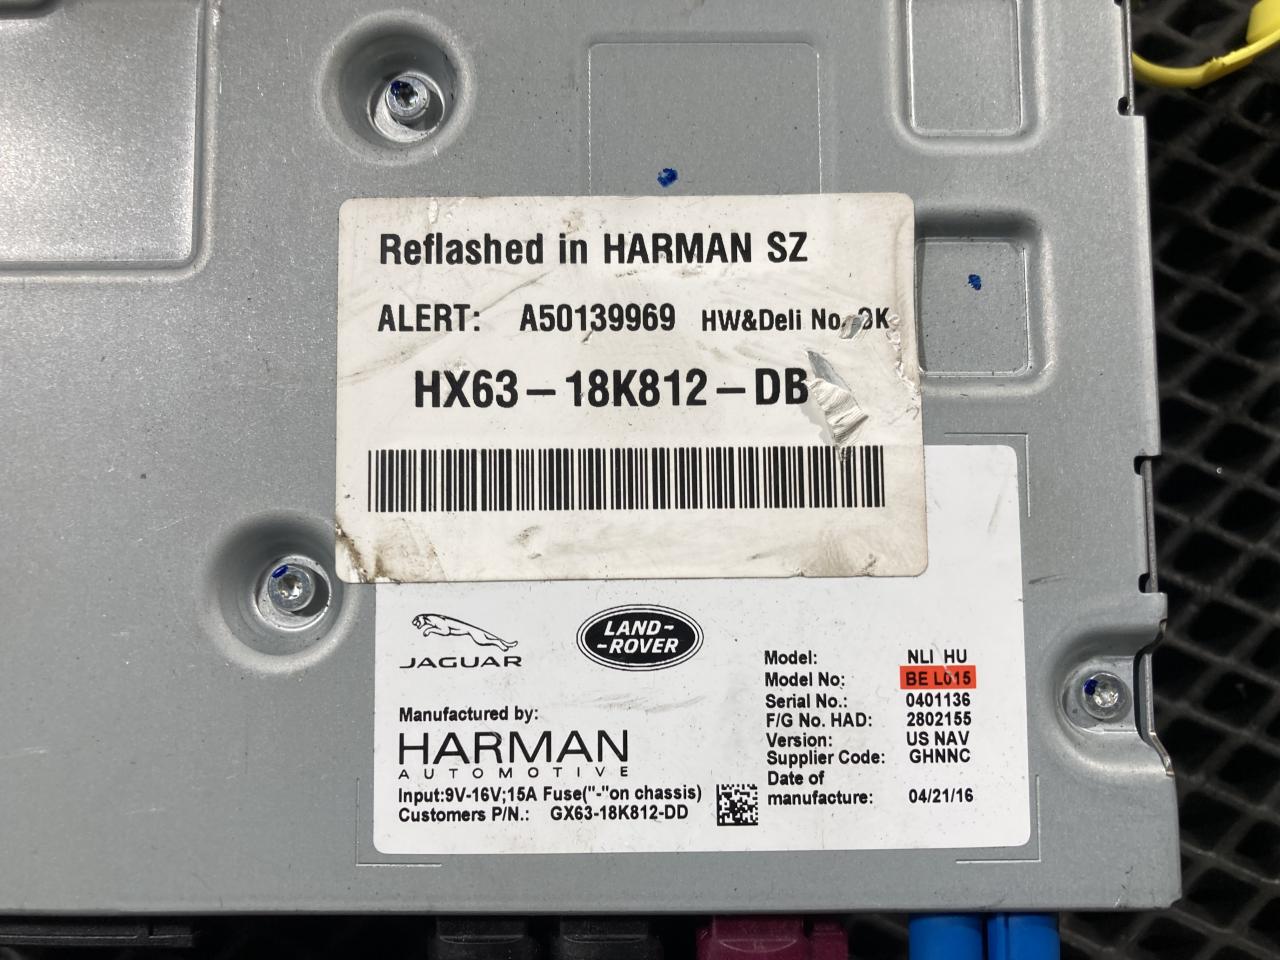 Reflashed in HARMAN SZ
ALERT: A50139969 HW&Deli No.
HX63-18K812-DB
JAGUAR
LAND-
-ROVER
Manufactured by:
HARMAN
AUTOMOTIVE
Input:9V-16V;15A Fuse("-"on chassis)
Customers P/N.: GX63-18K812-DD
Model: NLI HU
Model No: BE L015
Serial No.: 0401136
F/G No. HAD: 2802155
Version: US NAV
Supplier Code: GHNNC
Date of
manufacture: 04/21/16